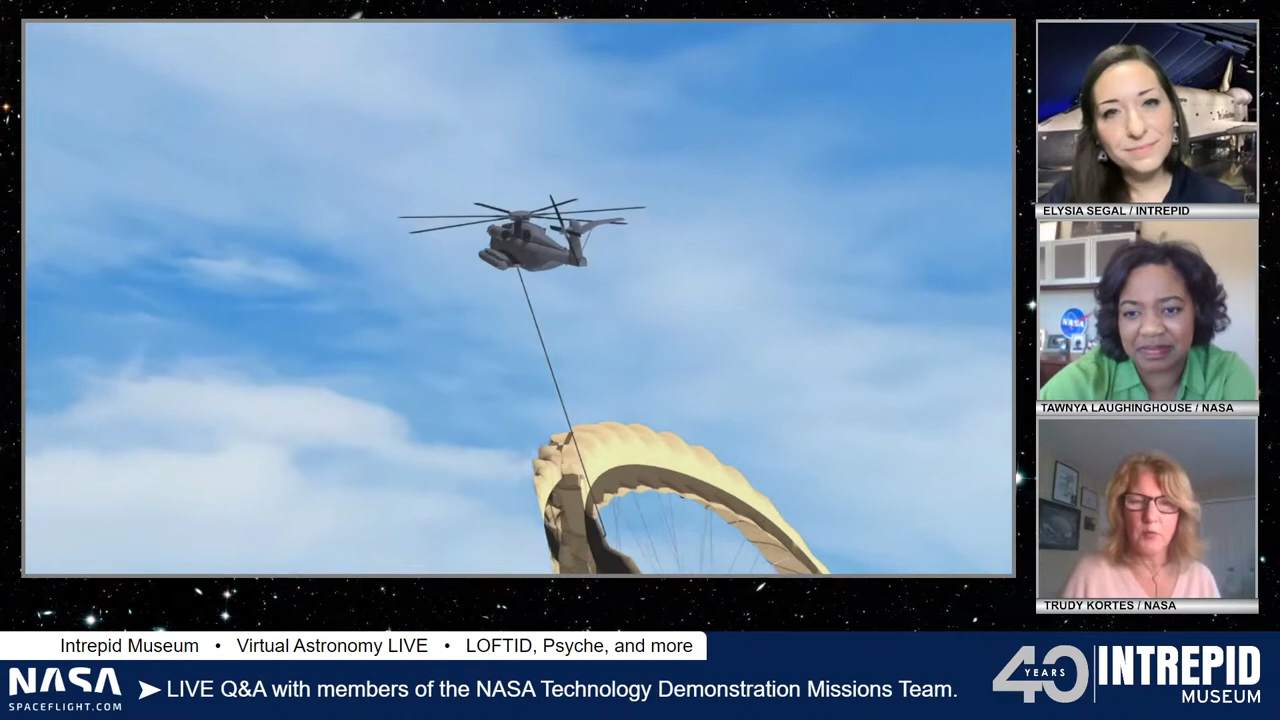 ELYSIA SEGAL / INTREPID
NASA
TAWNYA LAUGHINGHOUSE / NASA
TRUDY KORTES / NASA
Intrepid Museum • Virtual Astronomy LIVE • LOFTID, Psyche, and more
NASA
SPACEFLIGHT.COM
➤ LIVE Q&A with members of the NASA Technology Demonstration Missions Team.
40
YEARS
INTREPID
MUSEUM